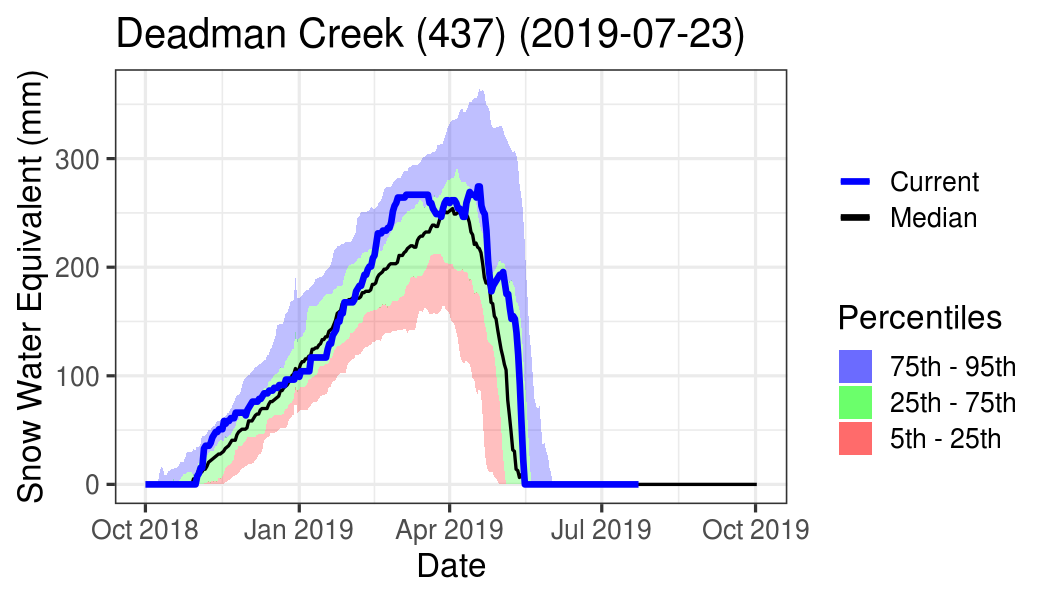 Deadman Creek (437) (2019-07-23)
Snow Water Equivalent (mm)
300
200
100
0
Oct 2018 Jan 2019 Apr 2019 Jul 2019 Oct 2019
Date
Current
Median
Percentiles
75th - 95th
25th - 75th
5th - 25th